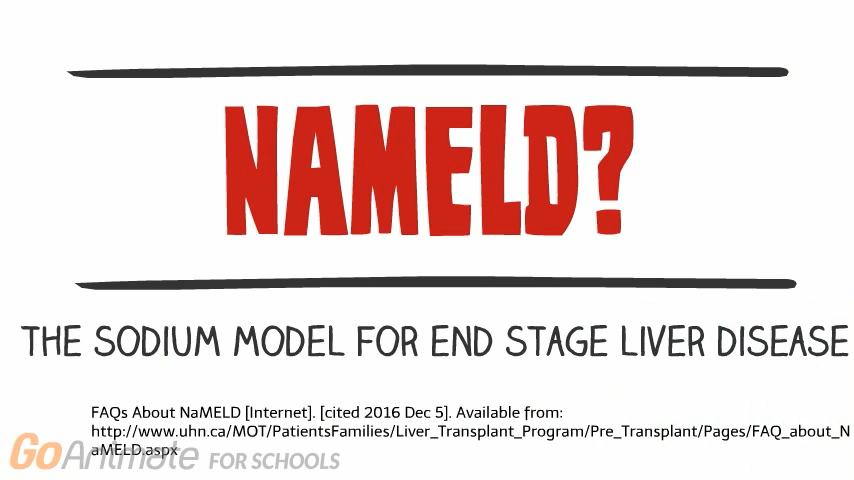 NAMELD?
THE SODIUM MODEL FOR END STAGE LIVER DISEASE
FAQs About NaMELD [Internet]. [cited 2016 Dec 5]. Available from:
http://www.uhn.ca/MOT/PatientsFamilies/Liver_Transplant_Program/Pre_Transplant/Pages/FAQ_about_N
aMELD.aspx
GoAnimate FOR SCHOOLS